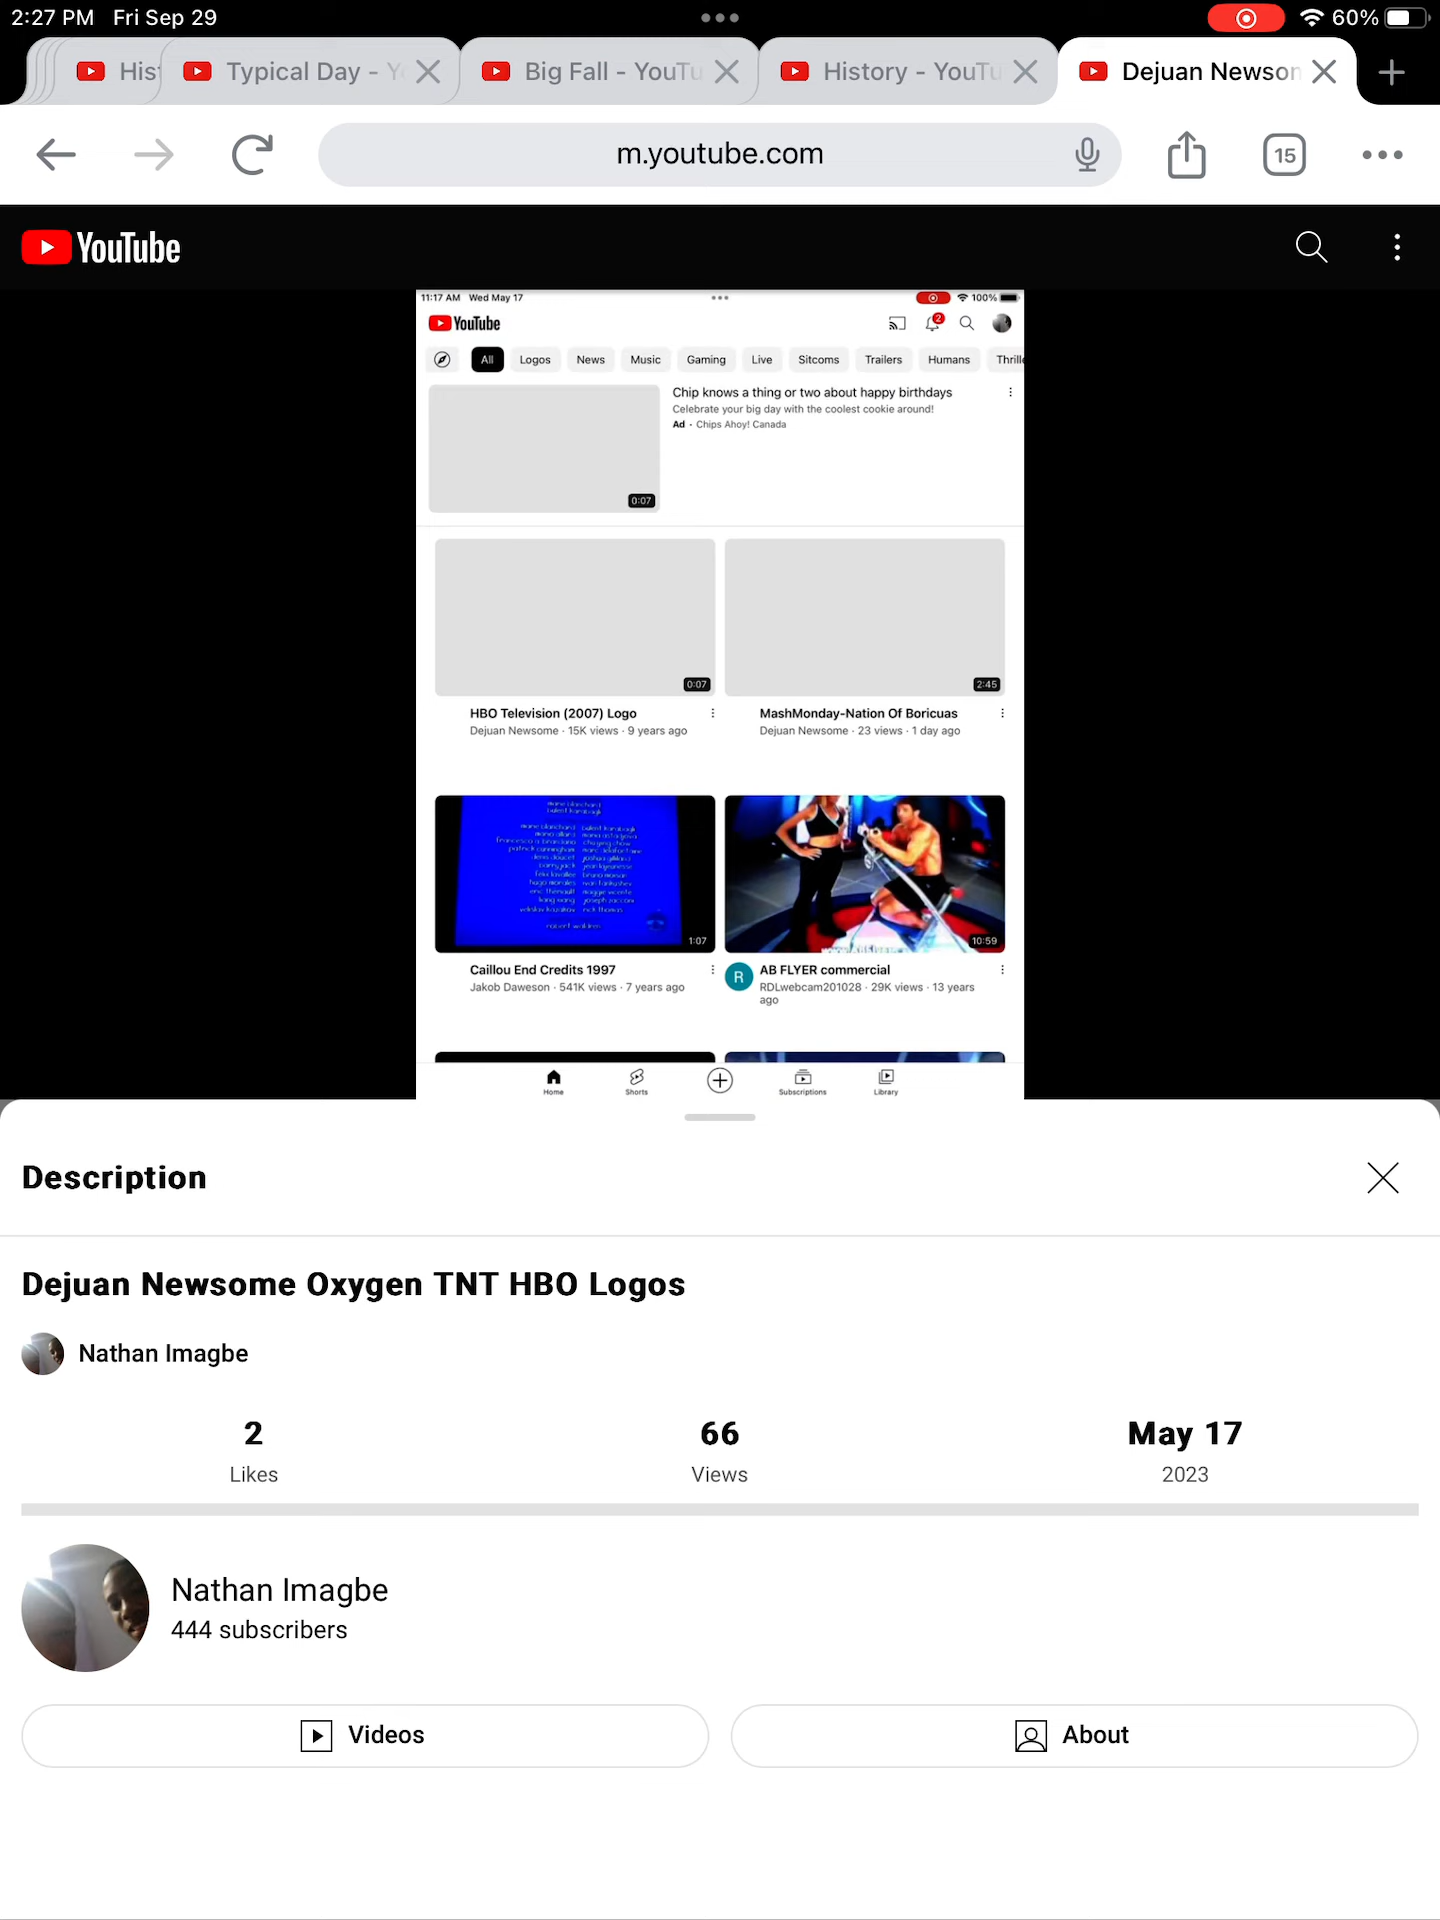 2:27 PM Fri Sep 29
60%
His
Typical Day - Yo
Big Fall - YouTu
History - YouTu
Dejuan Newson
m.youtube.com
15
YouTube
11:17 AM Wed May 17
100%
YouTube
2
All
Logos
News
Music
Gaming
Live
Sitcoms
Trailers
Humans
Thrille
Chip knows a thing or two about happy birthdays
Celebrate your big day with the coolest cookie around!
Ad · Chips Ahoy! Canada
0:07
0:07
2:45
HBO Television (2007) Logo
Dejuan Newsome · 15K views · 9 years ago
MashMonday-Nation Of Boricuas
Dejuan Newsome · 23 views · 1 day ago
1:07
10:59
Caillou End Credits 1997
Jakob Daweson · 541K views · 7 years ago
R
AB FLYER commercial
RDLwebcam201028 · 29K views · 13 years
ago
Home
Shorts
Subscriptions
Library
Description
Dejuan Newsome Oxygen TNT HBO Logos
Nathan Imagbe
2
Likes
66
Views
May 17
2023
Nathan Imagbe
444 subscribers
Videos
About